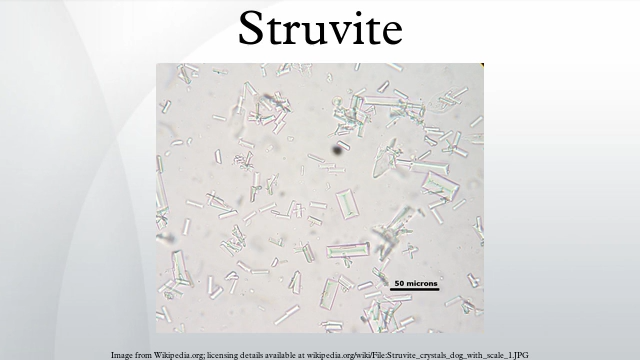 Struvite
50 microns
Image from Wikipedia.org; licensing details available at wikipedia.org/wiki/File:Struvite_crystals_dog_with_scale_1.JPG